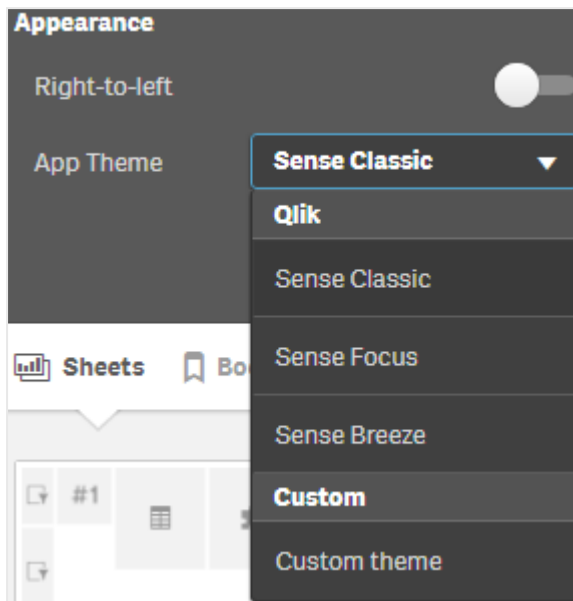 Appearance
Right-to-left
App Theme
Sense Classic
Qlik
Sense Classic
Sense Focus
Sense Breeze
Custom
Custom theme
Sheets
#1